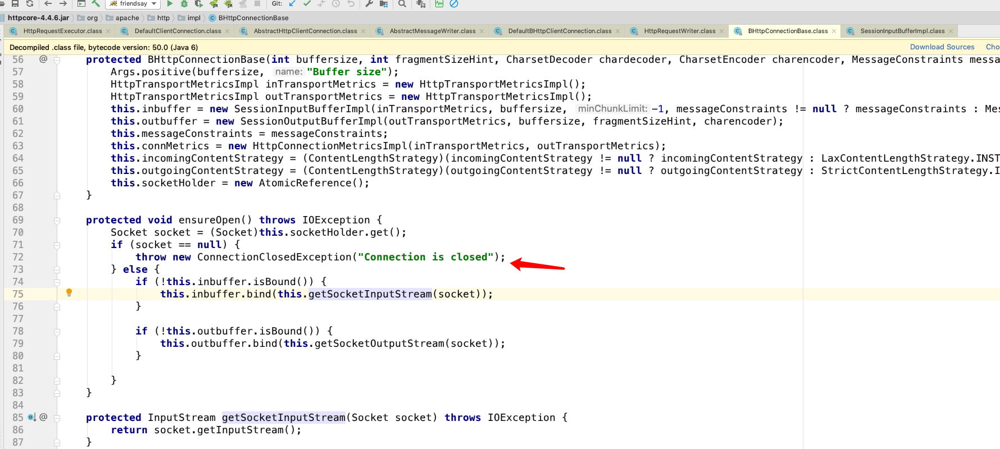 friendsay Git:
httpcore-4.4.6.jar org apache http impl BHttpConnectionBase
HttpRequestExecutor.class DefaultClientConnection.class AbstractHttpClientConnection.class AbstractMessageWriter.class DefaultBHttpClientConnection.class HttpRequestWriter.class BHttpConnectionBase.class SessionInputBufferImpl.class
Decompiled .class file, bytecode version: 50.0 (Java 6) Download Sources Cho
56 @ protected BHttpConnectionBase(int buffersize, int fragmentSizeHint, CharsetDecoder chardecoder, CharsetEncoder charencoder, MessageConstraints messa
57 Args.positive(buffersize, name: "Buffer size");
58 HttpTransportMetricsImpl inTransportMetrics = new HttpTransportMetricsImpl();
59 HttpTransportMetricsImpl outTransportMetrics = new HttpTransportMetricsImpl();
60 this.inbuffer = new SessionInputBufferImpl(inTransportMetrics, buffersize, minChunkLimit: -1, messageConstraints != null ? messageConstraints : Mes
61 this.outbuffer = new SessionOutputBufferImpl(outTransportMetrics, buffersize, fragmentSizeHint, charencoder);
62 this.messageConstraints = messageConstraints;
63 this.connMetrics = new HttpConnectionMetricsImpl(inTransportMetrics, outTransportMetrics);
64 this.incomingContentStrategy = (ContentLengthStrategy)(incomingContentStrategy != null ? incomingContentStrategy : LaxContentLengthStrategy.INST
65 this.outgoingContentStrategy = (ContentLengthStrategy)(outgoingContentStrategy != null ? outgoingContentStrategy : StrictContentLengthStrategy.I
66 this.socketHolder = new AtomicReference();
67 }
68
69 protected void ensureOpen() throws IOException {
70 Socket socket = (Socket)this.socketHolder.get();
71 if (socket == null) {
72 throw new ConnectionClosedException("Connection is closed");
73 } else {
74 if (!this.inbuffer.isBound()) {
75 this.inbuffer.bind(this.getSocketInputStream(socket));
76 }
77
78 if (!this.outbuffer.isBound()) {
79 this.outbuffer.bind(this.getSocketOutputStream(socket));
80 }
81
82 }
83 }
84
85 @ protected InputStream getSocketInputStream(Socket socket) throws IOException {
86 return socket.getInputStream();
87 }